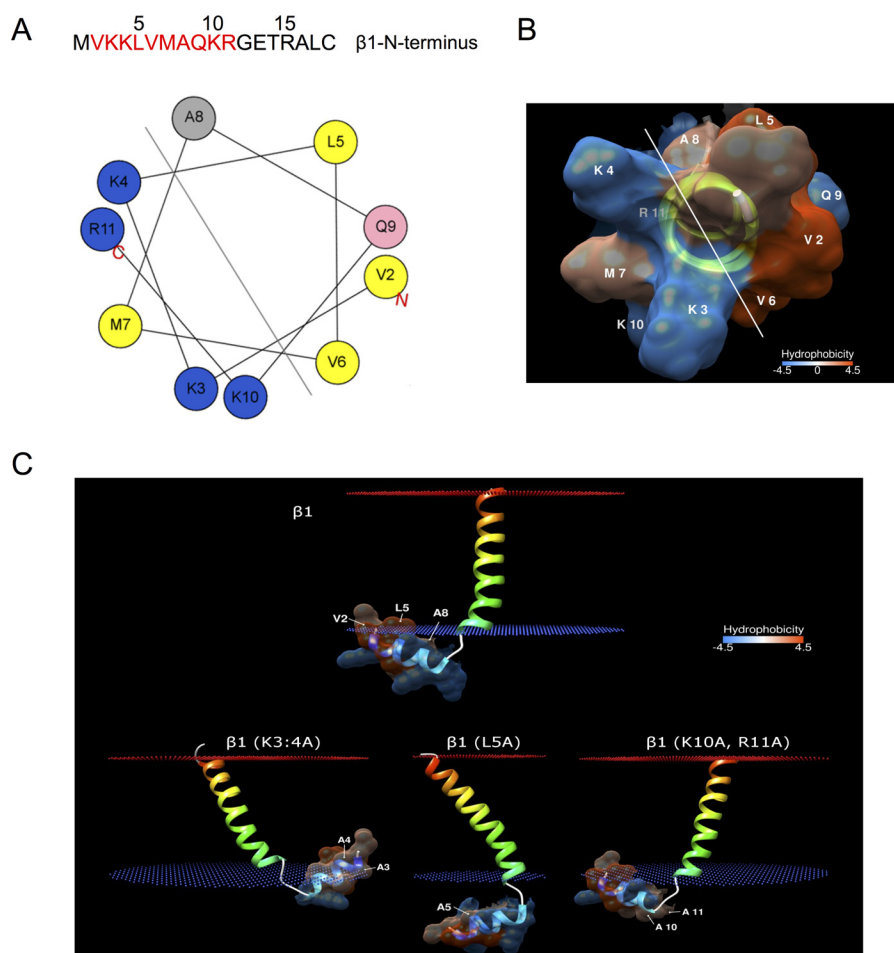 A
5 10 15
MVKKLVMAQKRGETRALC β1-N-terminus
A8
L5
K4
R11
C
Q9
V2
N
M7
V6
K3
K10
B
L 5
A 8
K 4
Q 9
R 11
V 2
M 7
V 6
K 3
K 10
Hydrophobicity
-4.5 0 4.5
C
β1
L5
A8
V2
Hydrophobicity
-4.5 4.5
β1 (K3:4A) β1 (L5A) β1 (K10A, R11A)
A4
A3
A5
A 11
A 10